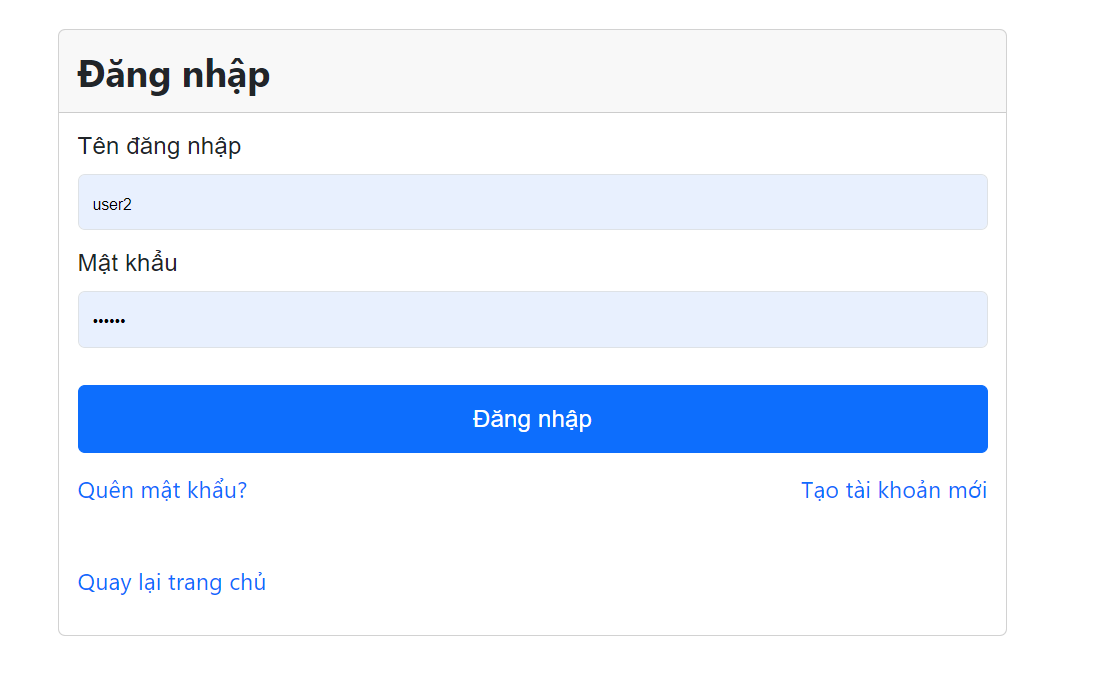 Đăng nhập
Tên đăng nhập
user2
Mật khẩu
••••••
Đăng nhập
Quên mật khẩu? Tạo tài khoản mới
Quay lại trang chủ